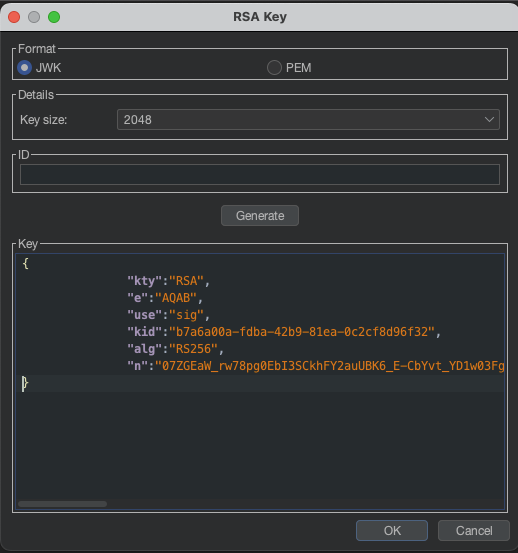 RSA Key
Format
JWK
PEM
Details
Key size:
2048
ID
Generate
Key
{
"kty":"RSA",
"e":"AQAB",
"use":"sig",
"kid":"b7a6a00a-fdba-42b9-81ea-0c2cf8d96f32",
"alg":"RS256",
"n":"07ZGEaW_rw78pg0EbI3SCkhFY2auUBK6_E-CbYvt_YD1w03Fg
}
OK
Cancel